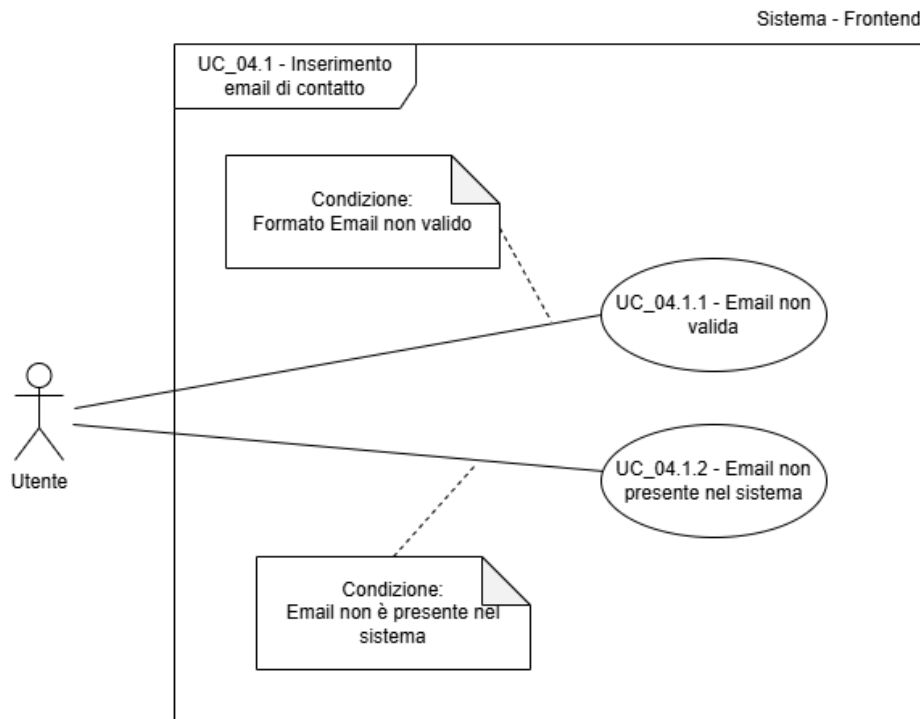 Sistema - Frontend
UC_04.1 - Inserimento
email di contatto
Condizione:
Formato Email non valido
UC_04.1.1 - Email non
valida
Utente
UC_04.1.2 - Email non
presente nel sistema
Condizione:
Email non è presente nel
sistema